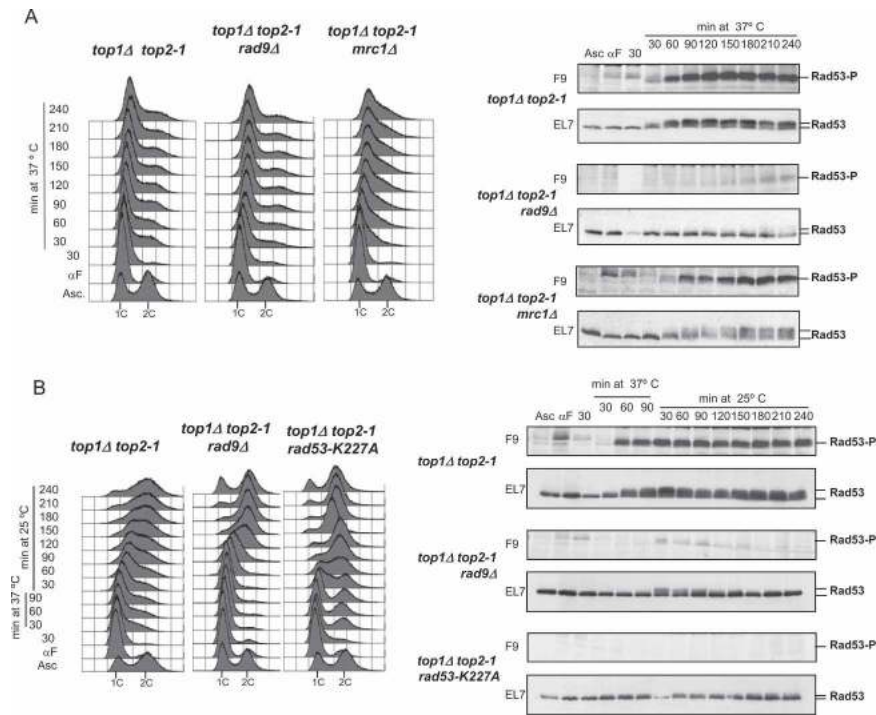 A
top1Δ top2-1
top1Δ top2-1
rad9Δ
top1Δ top2-1
mrc1Δ
min at 37 º C
240
210
180
150
120
90
60
30
30
αF
Asc.
1C 2C 1C 2C 1C 2C
min at 37º C
Asc αF 30 30 60 90 120 150 180 210 240
top1Δ top2-1
F9 Rad53-P
EL7 Rad53
top1Δ top2-1
rad9Δ
F9 Rad53-P
EL7 Rad53
top1Δ top2-1
mrc1Δ
F9 Rad53-P
EL7 Rad53
B
top1Δ top2-1
top1Δ top2-1
rad9Δ
top1Δ top2-1
rad53-K227A
min at 25 ºC
240
210
180
150
120
90
60
30
min at 37 ºC
90
60
30
30
αF
Asc
1C 2C 1C 2C 1C 2C
min at 37º C
min at 25º C
Asc αF 30 30 60 90 30 60 90 120 150 180 210 240
top1Δ top2-1
F9 Rad53-P
EL7 Rad53
top1Δ top2-1
rad9Δ
F9 Rad53-P
EL7 Rad53
top1Δ top2-1
rad53-K227A
F9 Rad53-P
EL7 Rad53